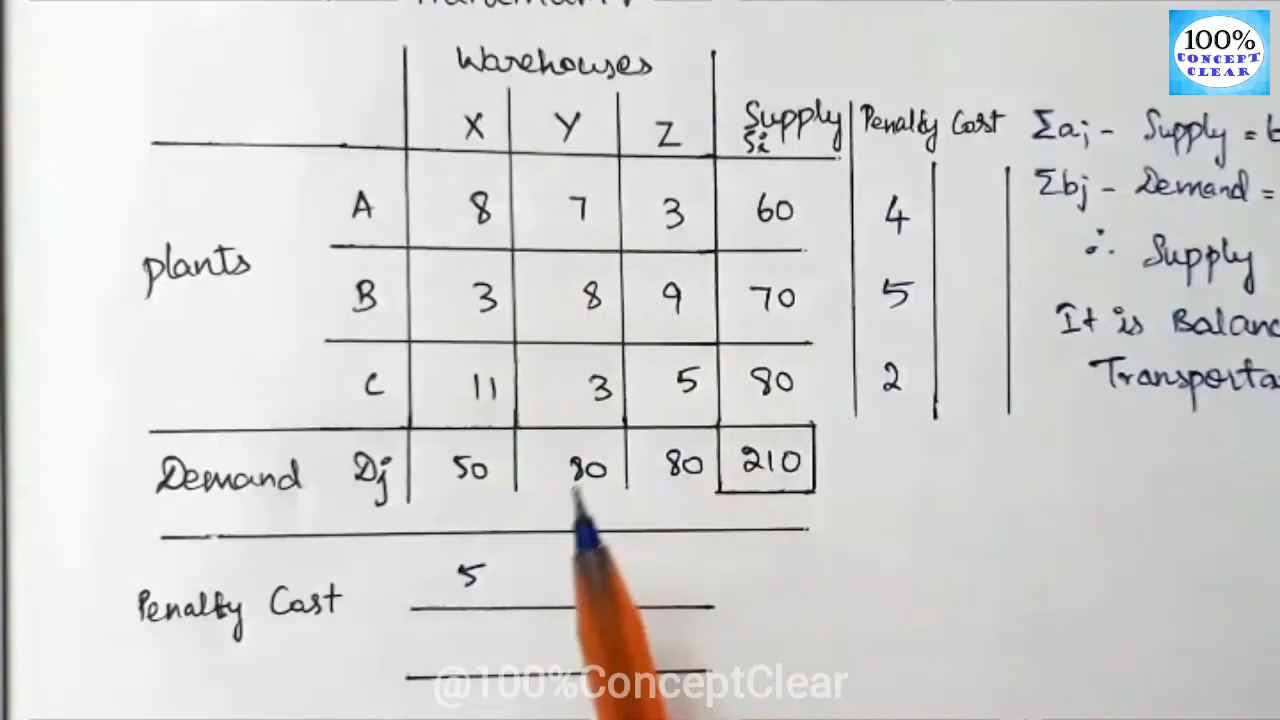 100%
CONCEPT
CLEAR
Warehouses
X Y Z Supply Si Penalty Cost
A 8 7 3 60 4
plants
B 3 8 9 70 5
C 11 3 5 80 2
Demand Dj 50 80 80 210
Penalty Cost 5
Σaj - Supply =
Σbj - Demand =
∴ Supply
It is Balanc
Transporta
@100%ConceptClear